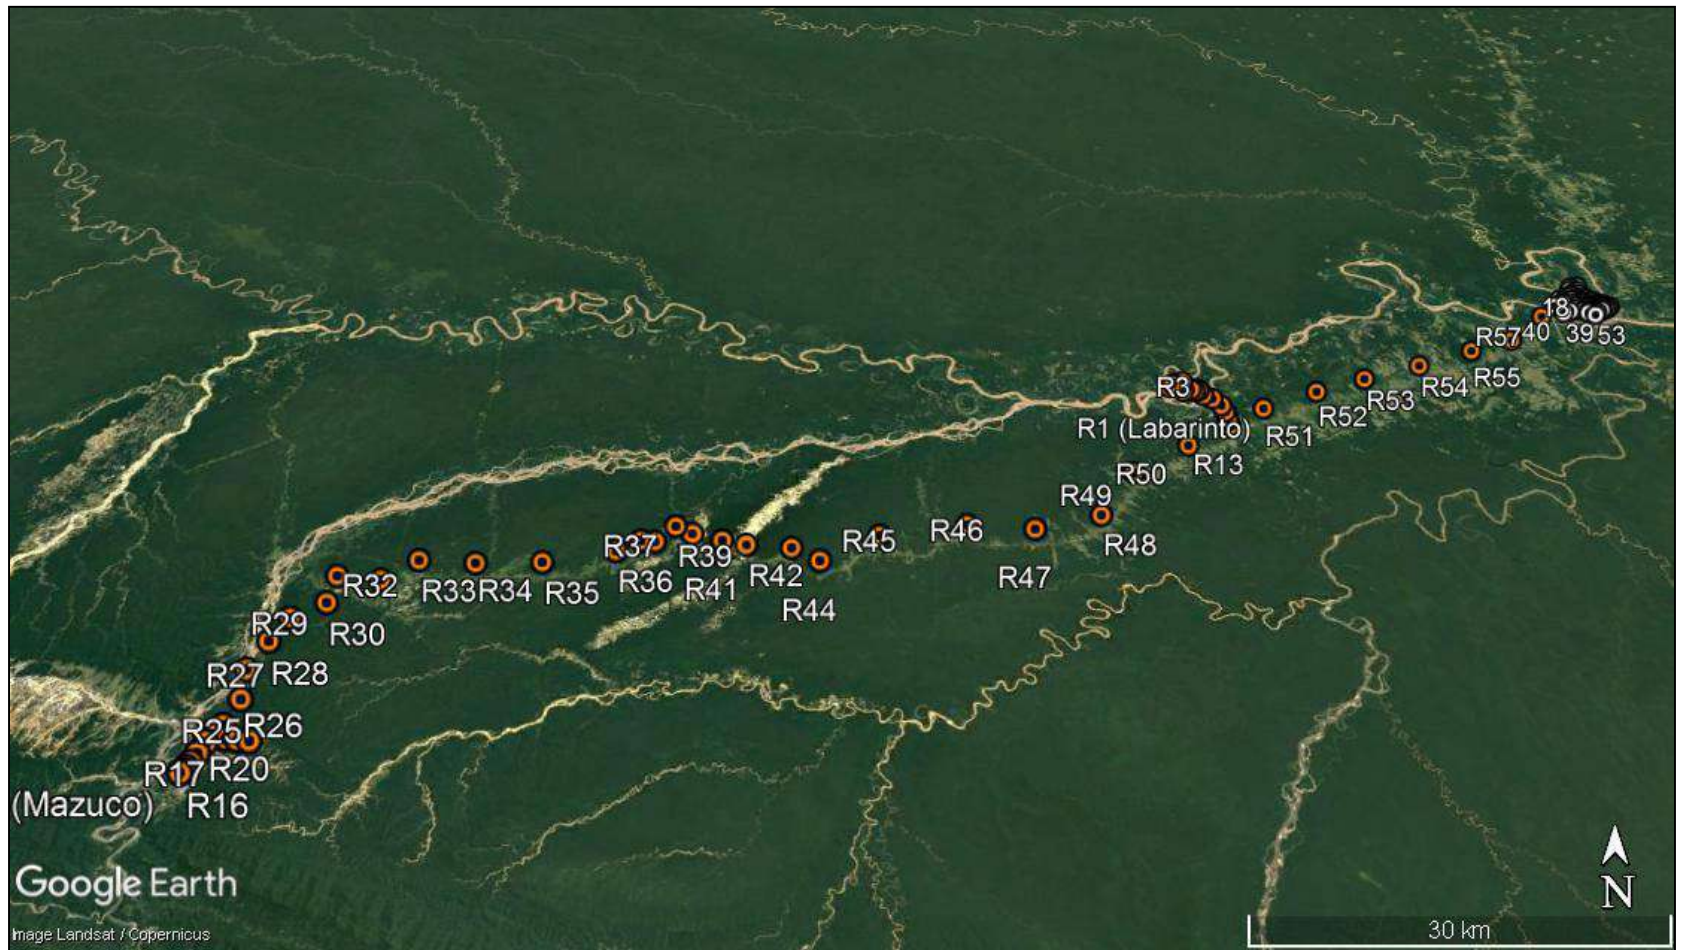 18
R57
40
39
53
R55
R54
R53
R52
R3
R1 (Labarinto)
R51
R13
R50
R49
R48
R46
R47
R45
R44
R42
R41
R39
R37
R36
R35
R34
R33
R32
R30
R29
R28
R27
R26
R25
R20
R17
R16
(Mazuco)
Google Earth
Image Landsat / Copernicus
N
30 km